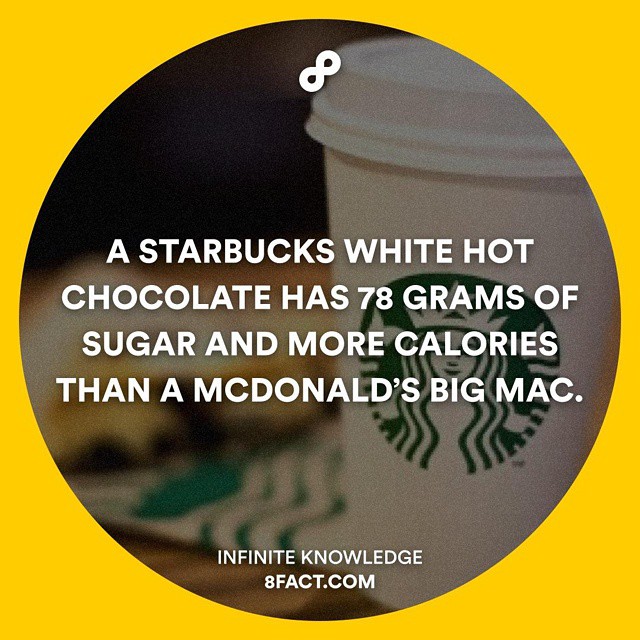 A STARBUCKS WHITE HOT
CHOCOLATE HAS 78 GRAMS OF
SUGAR AND MORE CALORIES
THAN A MCDONALD’S BIG MAC.
INFINITE KNOWLEDGE
8FACT.COM